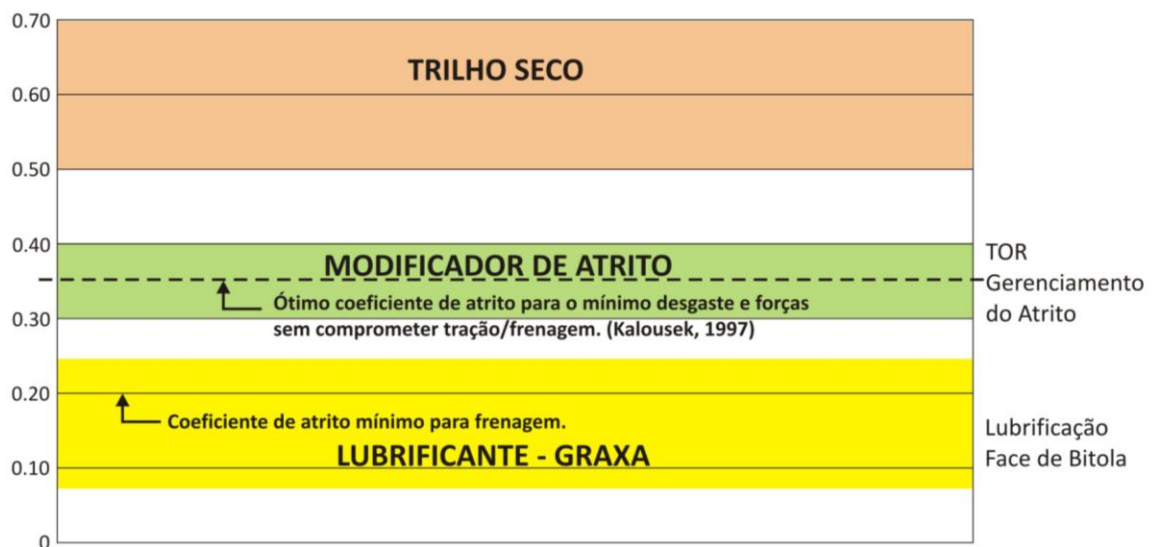 0.70
TRILHO SECO
0.60
0.50
0.40
MODIFICADOR DE ATRITO
Ótimo coeficiente de atrito para o mínimo desgaste e forças
sem comprometer tração/frenagem. (Kalousek, 1997)
0.30
TOR
Gerenciamento
do Atrito
0.20
Coeficiente de atrito mínimo para frenagem.
LUBRIFICANTE - GRAXA
0.10
Lubrificação
Face de Bitola
0